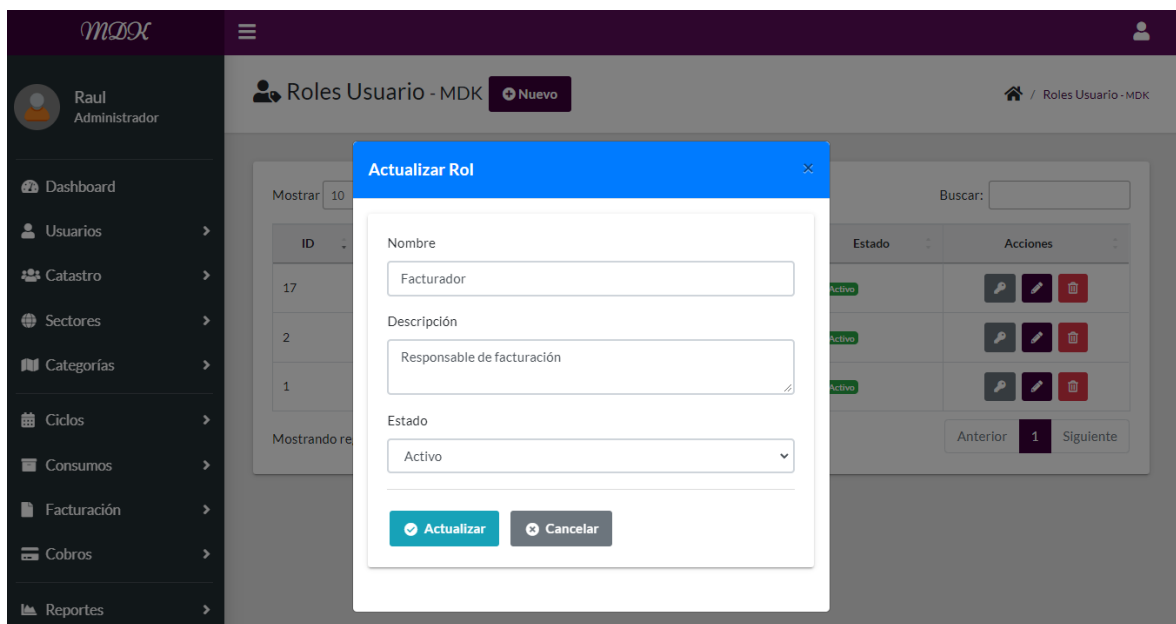 MDK
Raul
Administrador
Roles Usuario - MDK
Nuevo
/ Roles Usuario - MDK
Dashboard
Usuarios
Catastro
Sectores
Categorías
Ciclos
Consumos
Facturación
Cobros
Reportes
Mostrar 10
Buscar:
ID Estado Acciones
17 Activo
2 Activo
1 Activo
Mostrando re
Anterior 1 Siguiente
Actualizar Rol ×
Nombre
Facturador
Descripción
Responsable de facturación
Estado
Activo
Actualizar Cancelar